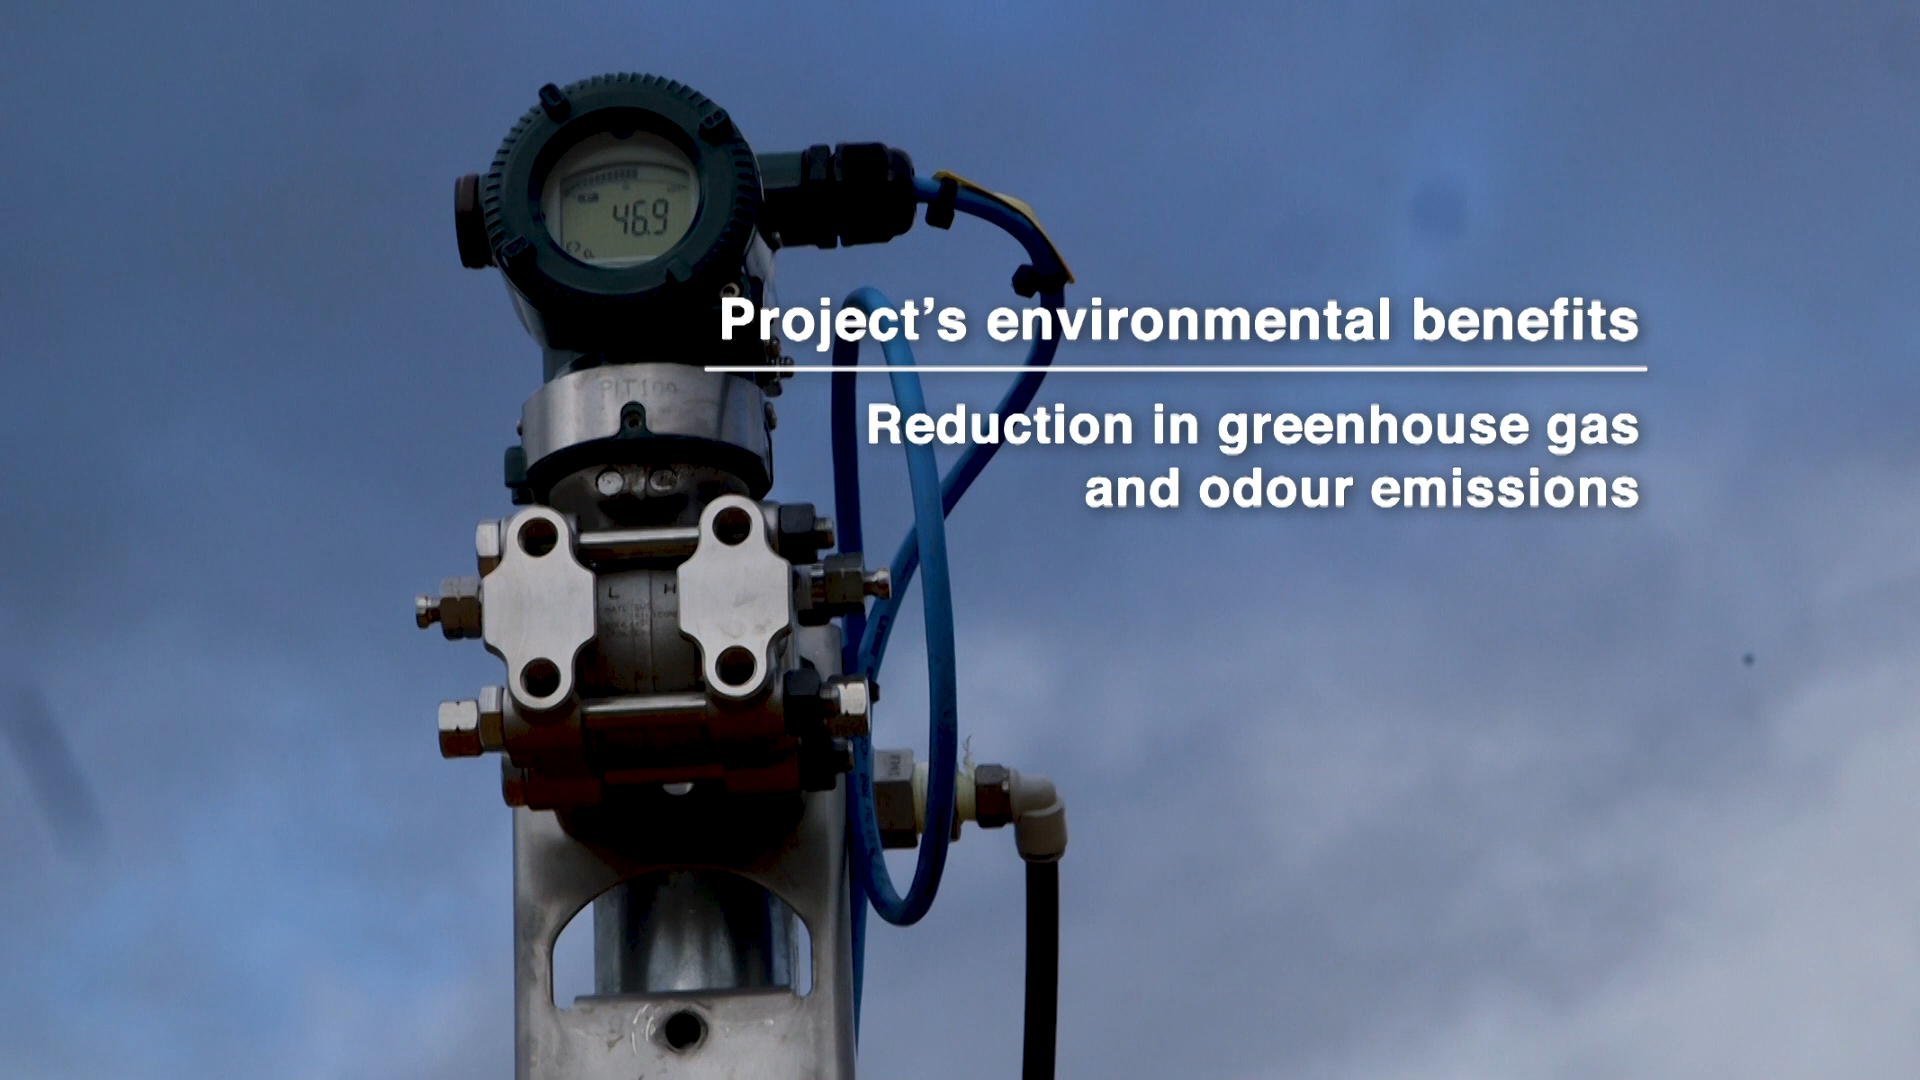 46.9
Project’s environmental benefits
Reduction in greenhouse gas
and odour emissions
L H